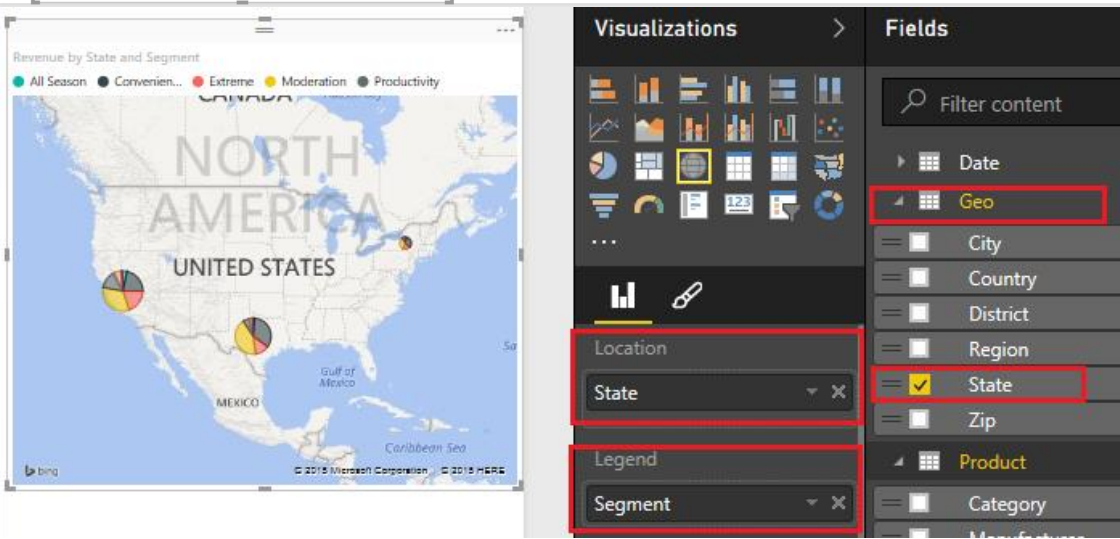 Revenue by State and Segment
All Season Convenien... Extreme Moderation Productivity
CANADA
NORTH
AMERICA
UNITED STATES
Gulf of
Mexico
MEXICO
Caribbean Sea
bing
© 2015 Microsoft Corporation © 2015 HERE
Visualizations
123
...
Location
State
Legend
Segment
Fields
Filter content
Date
Geo
City
Country
District
Region
State
Zip
Product
Category